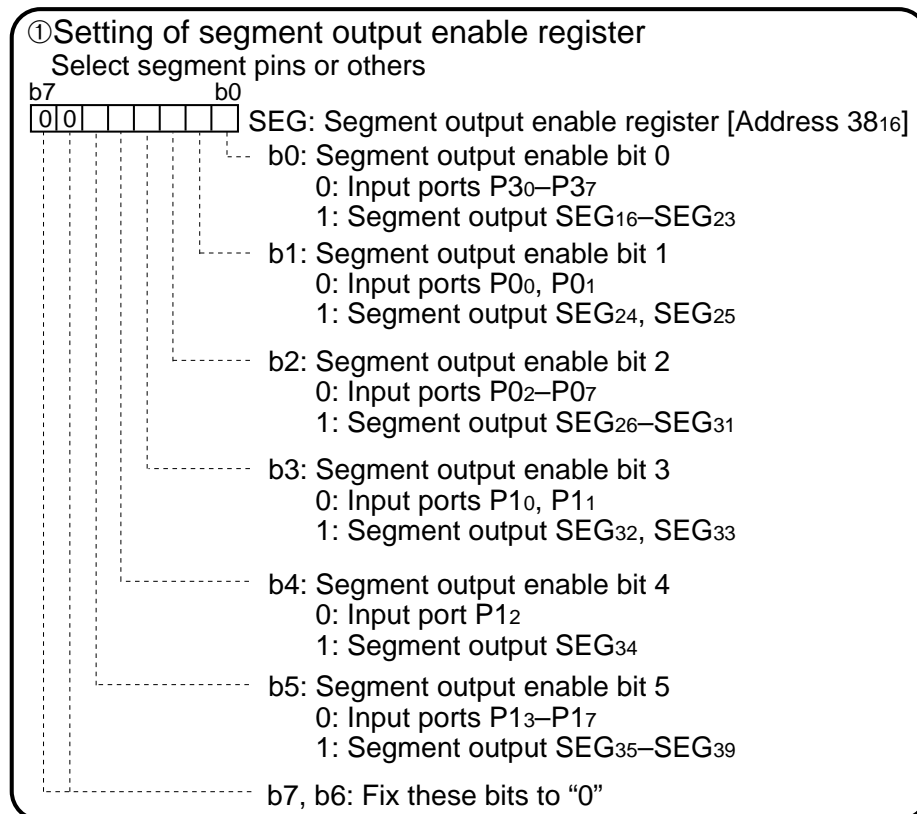 ①Setting of segment output enable register
Select segment pins or others
b7 b0
0 0 SEG: Segment output enable register [Address 3816]
b0: Segment output enable bit 0
0: Input ports P30–P37
1: Segment output SEG16–SEG23
b1: Segment output enable bit 1
0: Input ports P00, P01
1: Segment output SEG24, SEG25
b2: Segment output enable bit 2
0: Input ports P02–P07
1: Segment output SEG26–SEG31
b3: Segment output enable bit 3
0: Input ports P10, P11
1: Segment output SEG32, SEG33
b4: Segment output enable bit 4
0: Input port P12
1: Segment output SEG34
b5: Segment output enable bit 5
0: Input ports P13–P17
1: Segment output SEG35–SEG39
b7, b6: Fix these bits to “0”